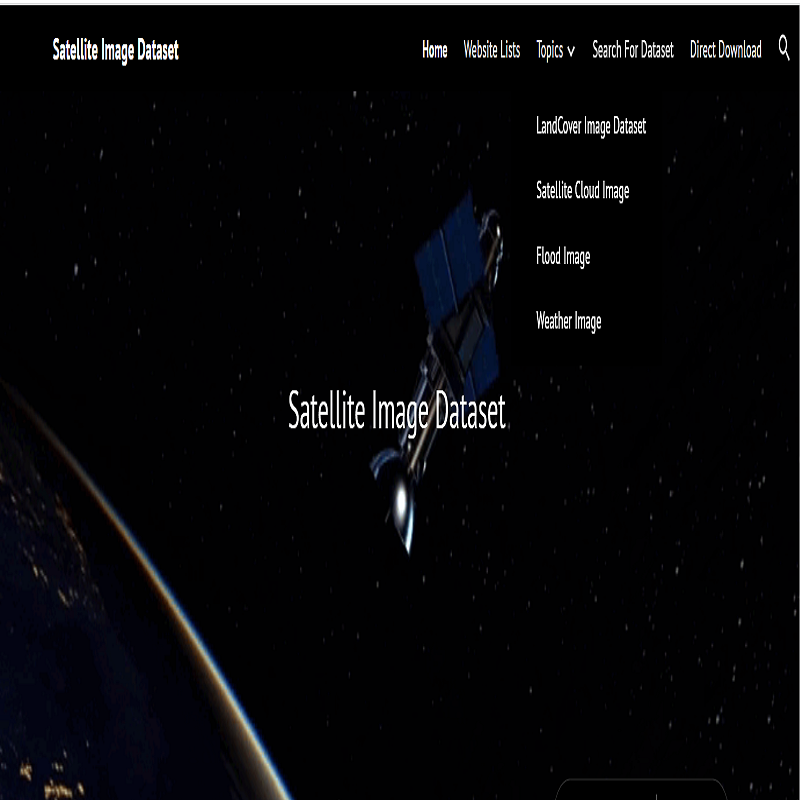 Satellite Image Dataset
Home Website Lists Topics Search For Dataset Direct Download
LandCover Image Dataset
Satellite Cloud Image
Flood Image
Weather Image
Satellite Image Dataset